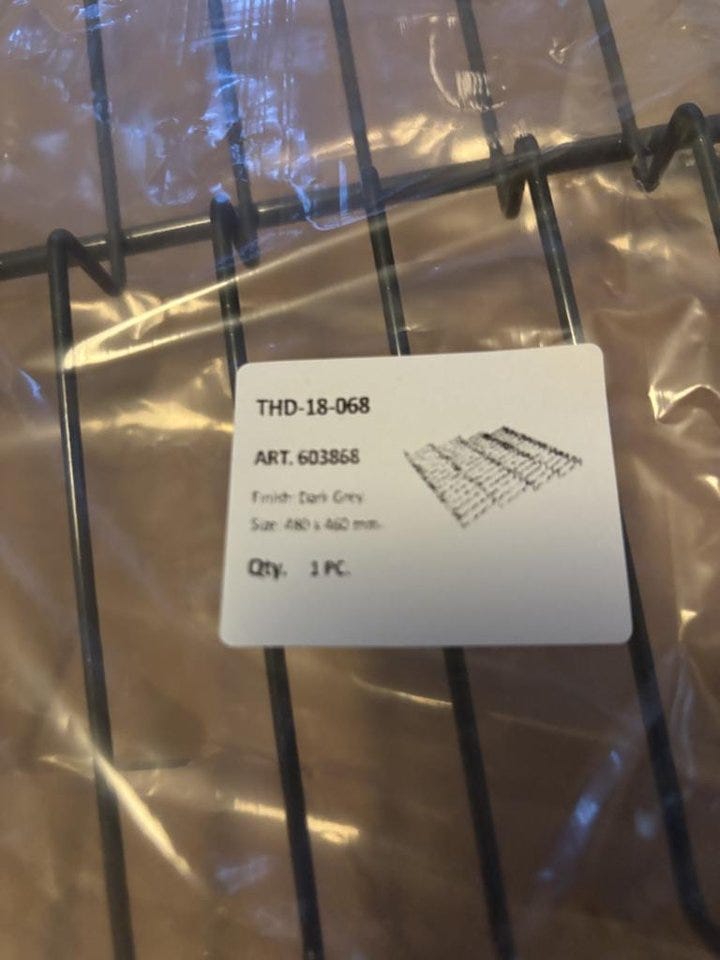 THD-18-068
ART. 603868
Finish: Dark Grey
Size: 480 x 460 mm.
Qty. 1 PC.